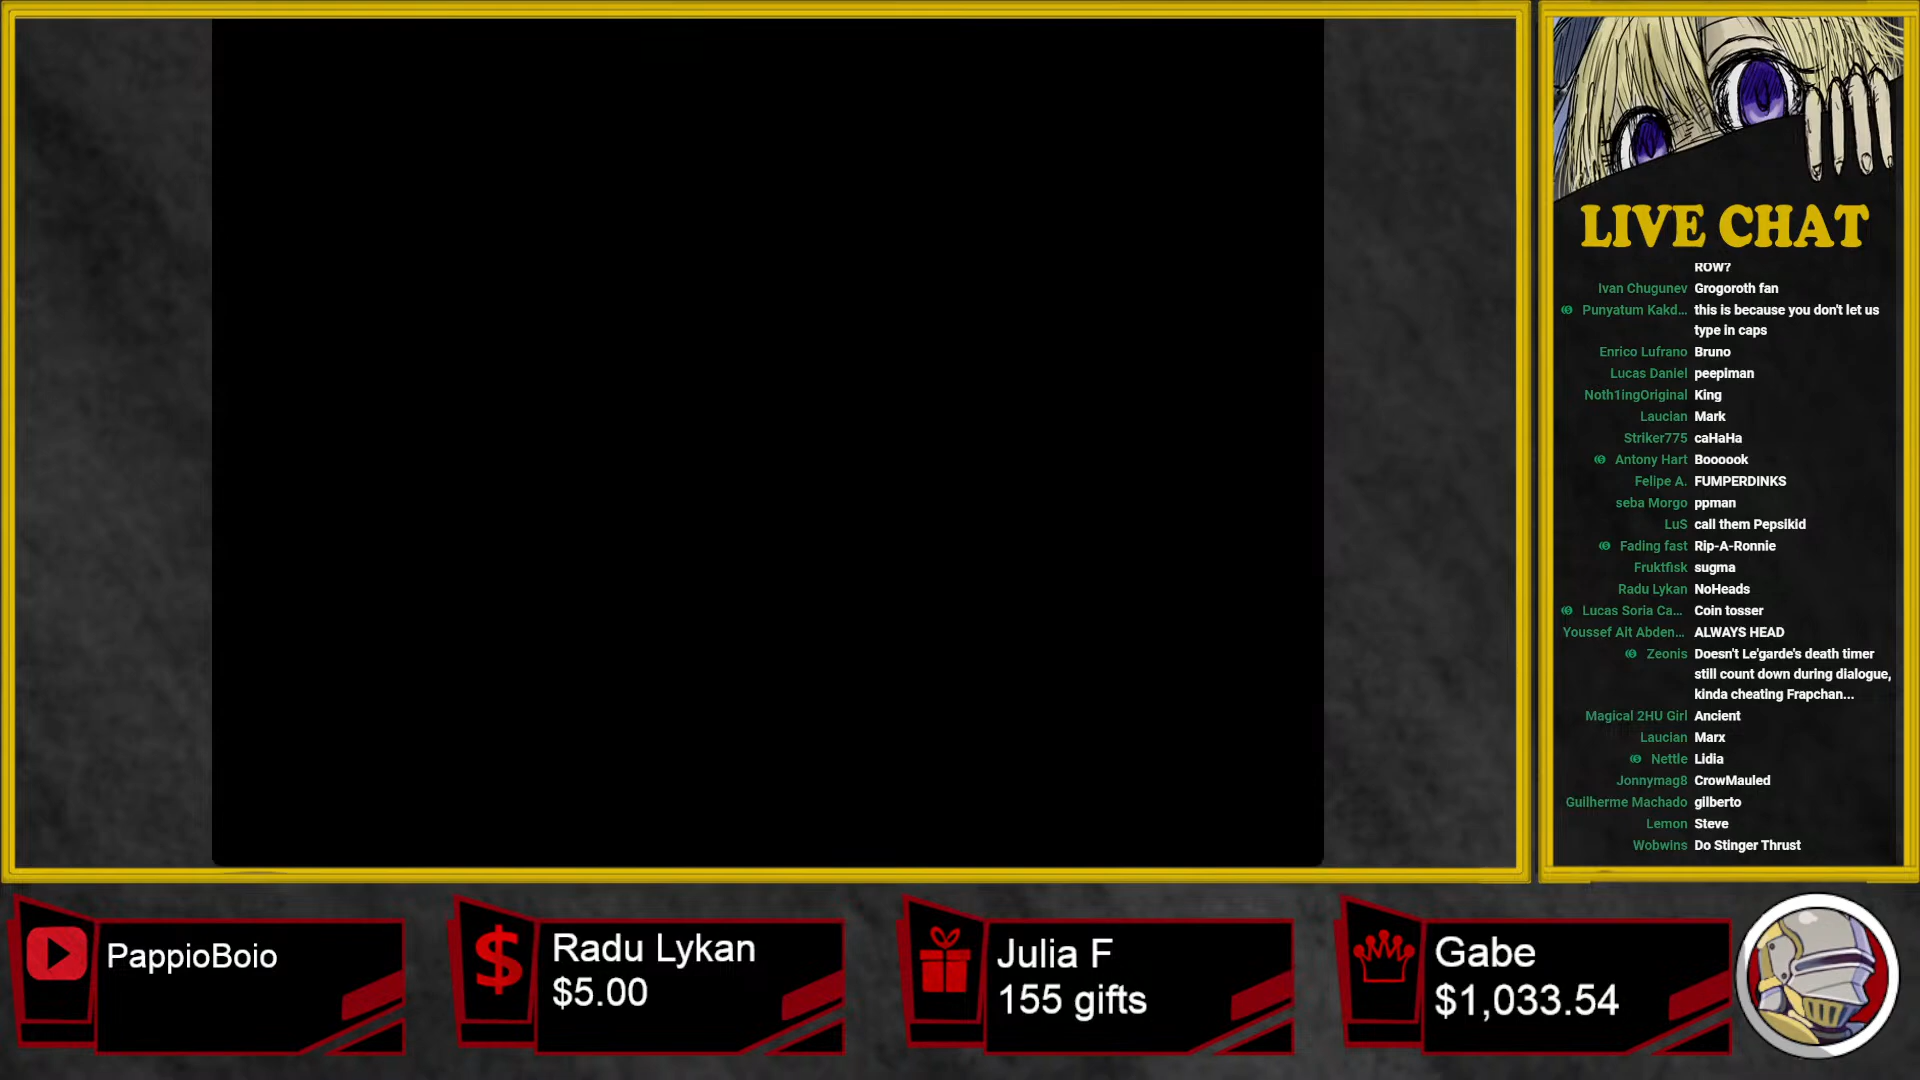 LIVE CHAT
ROW?
Ivan Chugunev Grogoroth fan
Punyatum Kakd... this is because you don't let us
type in caps
Enrico Lufrano Bruno
Lucas Daniel peepiman
Noth1ingOriginal King
Laucian Mark
Striker775 caHaHa
Antony Hart Boooook
Felipe A. FUMPERDINKS
seba Morgo ppman
LuS call them Pepsikid
Fading fast Rip-A-Ronnie
Fruktfisk sugma
Radu Lykan NoHeads
Lucas Soria Ca... Coin tosser
Youssef Ait Abden... ALWAYS HEAD
Zeonis Doesn't Le'garde's death timer
still count down during dialogue,
kinda cheating Frapchan...
Magical 2HU Girl Ancient
Laucian Marx
Nettle Lidia
Jonnymag8 CrowMauled
Guilherme Machado gilberto
Lemon Steve
Wobwins Do Stinger Thrust
PappioBoio
$
Radu Lykan
$5.00
Julia F
155 gifts
Gabe
$1,033.54